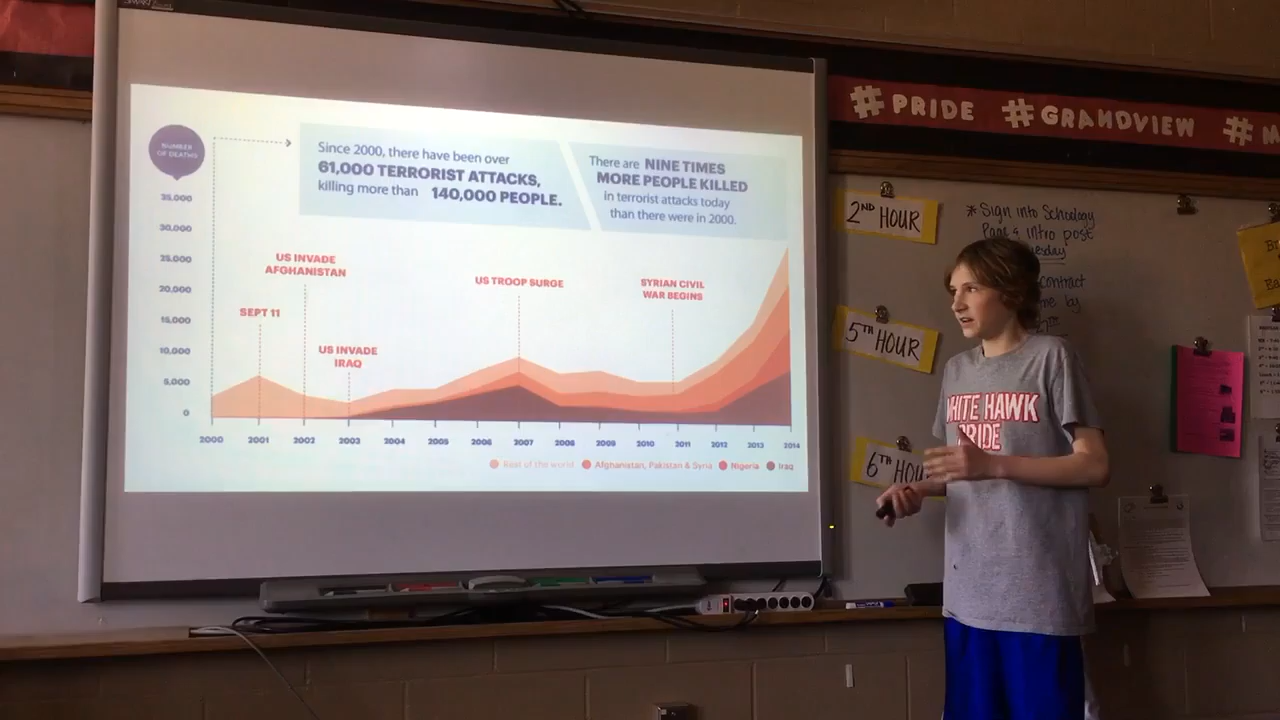 # PRIDE # GRANDVIEW # M
NUMBER
OF DEATHS
Since 2000, there have been over
61,000 TERRORIST ATTACKS,
killing more than 140,000 PEOPLE.
There are NINE TIMES
MORE PEOPLE KILLED
in terrorist attacks today
than there were in 2000.
35,000
30,000
25,000
20,000
15,000
10,000
5,000
0
SEPT 11
US INVADE
AFGHANISTAN
US INVADE
IRAQ
US TROOP SURGE
SYRIAN CIVIL
WAR BEGINS
2000 2001 2002 2003 2004 2005 2006 2007 2008 2009 2010 2011 2012 2013 2014
Rest of the world Afghanistan, Pakistan & Syria Nigeria Iraq
2ND HOUR
* Sign into Schoology
Page & intro post
5TH HOUR
6TH HOU
WHITE HAWK
PRIDE